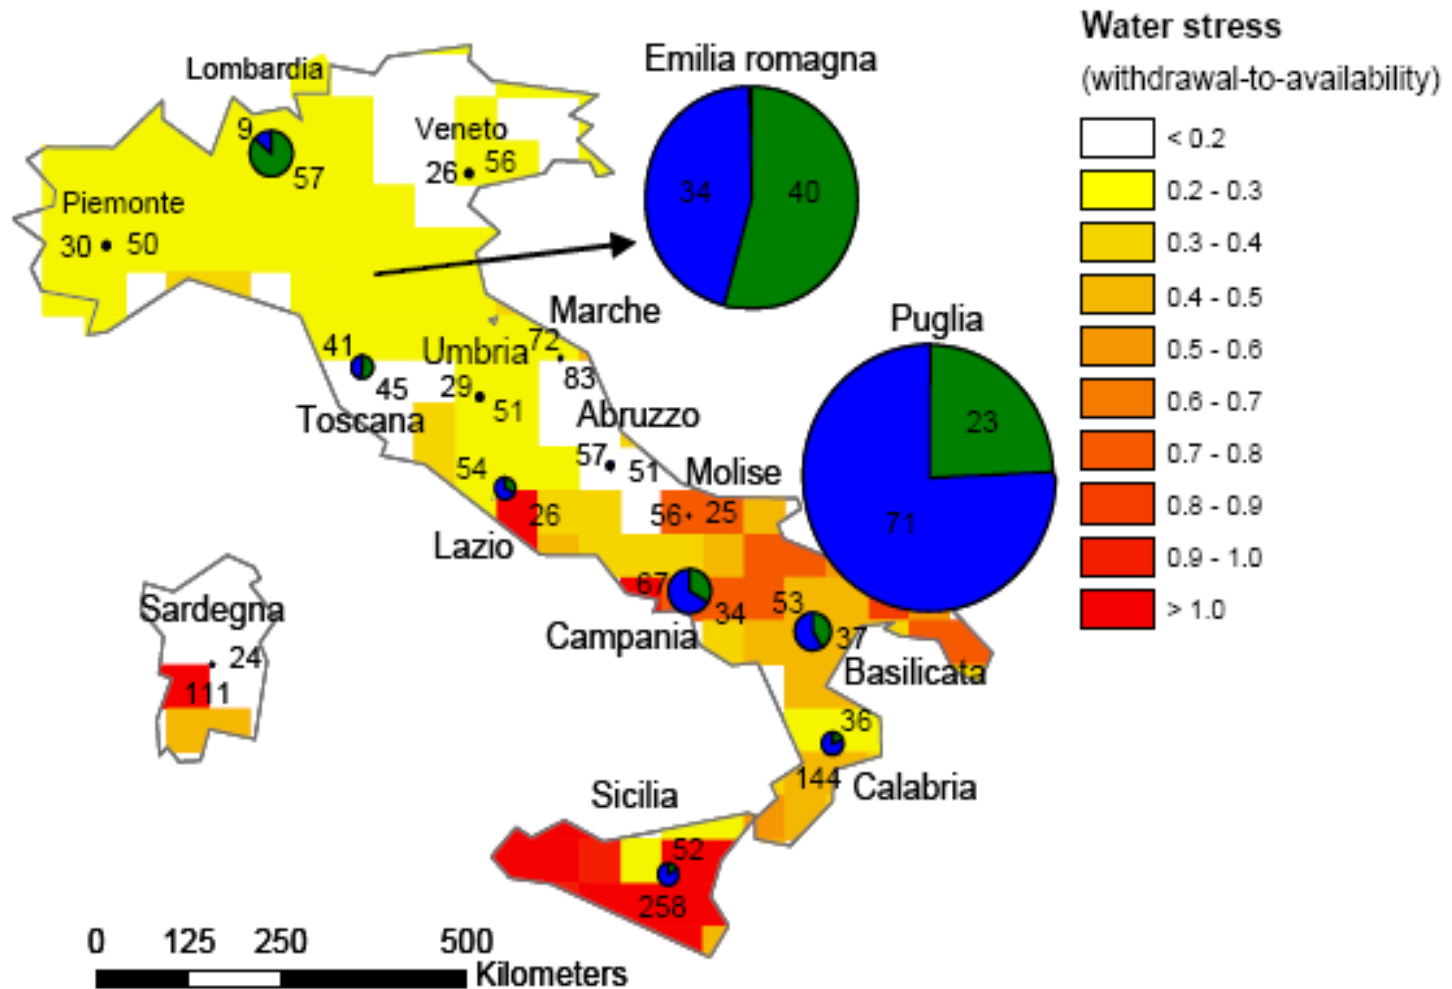 Water stress
(withdrawal-to-availability)
< 0.2
0.2 - 0.3
0.3 - 0.4
0.4 - 0.5
0.5 - 0.6
0.6 - 0.7
0.7 - 0.8
0.8 - 0.9
0.9 - 1.0
> 1.0
Emilia romagna
34 40
Lombardia
9
57
Veneto
26 56
Piemonte
30 50
Marche
72
83
Puglia
23
71
41
45
Toscana
Umbria
29
51
Abruzzo
57 51
Molise
56 25
54
26
Lazio
67
34
Campania
53
37
Basilicata
Sardegna
24
111
36
144
Calabria
Sicilia
52
258
0 125 250 500
Kilometers